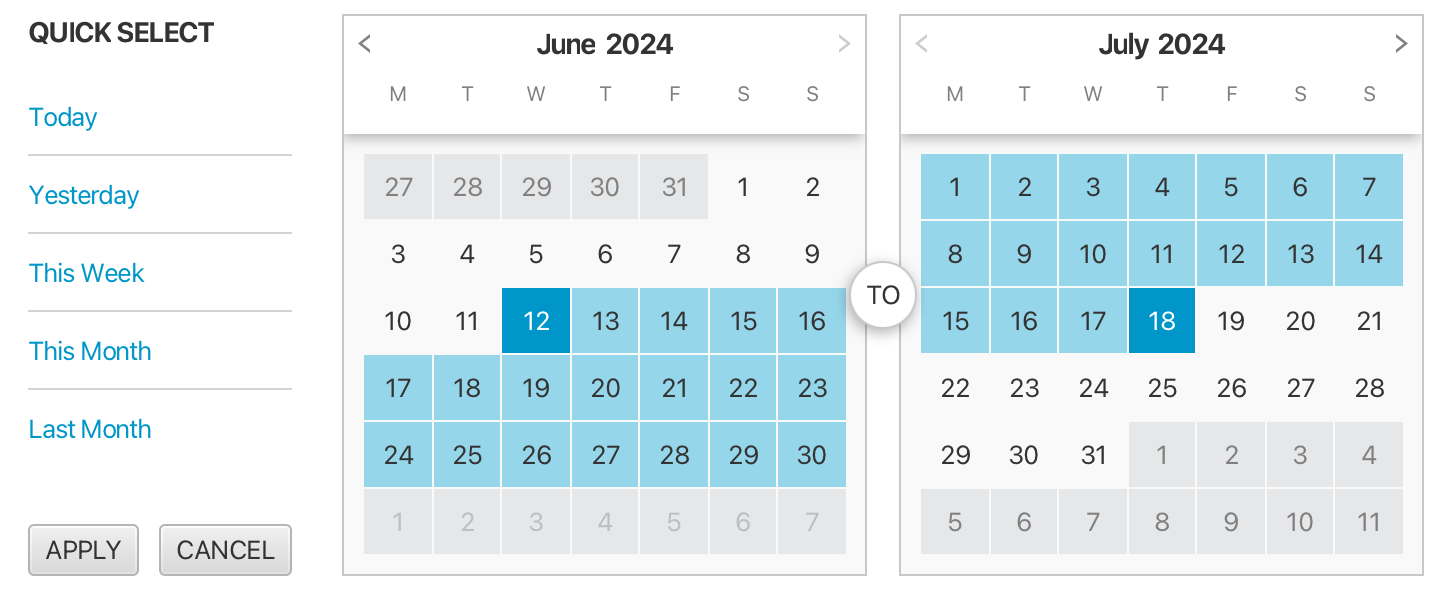 QUICK SELECT
Today
Yesterday
This Week
This Month
Last Month
APPLY CANCEL
< June 2024 >
M T W T F S S
27 28 29 30 31 1 2
3 4 5 6 7 8 9
10 11 12 13 14 15 16
17 18 19 20 21 22 23
24 25 26 27 28 29 30
1 2 3 4 5 6 7
TO
< July 2024 >
M T W T F S S
1 2 3 4 5 6 7
8 9 10 11 12 13 14
15 16 17 18 19 20 21
22 23 24 25 26 27 28
29 30 31 1 2 3 4
5 6 7 8 9 10 11